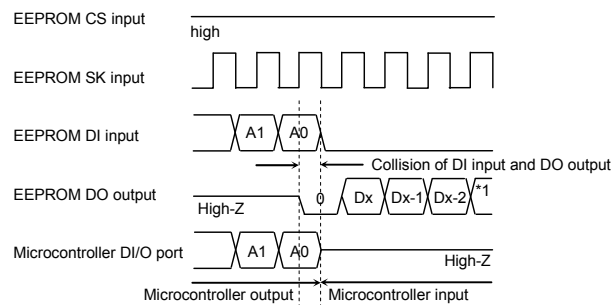 EEPROM CS input
high
EEPROM SK input
EEPROM DI input A1 A0
Collision of DI input and DO output
EEPROM DO output High-Z 0 Dx Dx-1 Dx-2 *1
Microcontroller DI/O port A1 A0 High-Z
Microcontroller output Microcontroller input